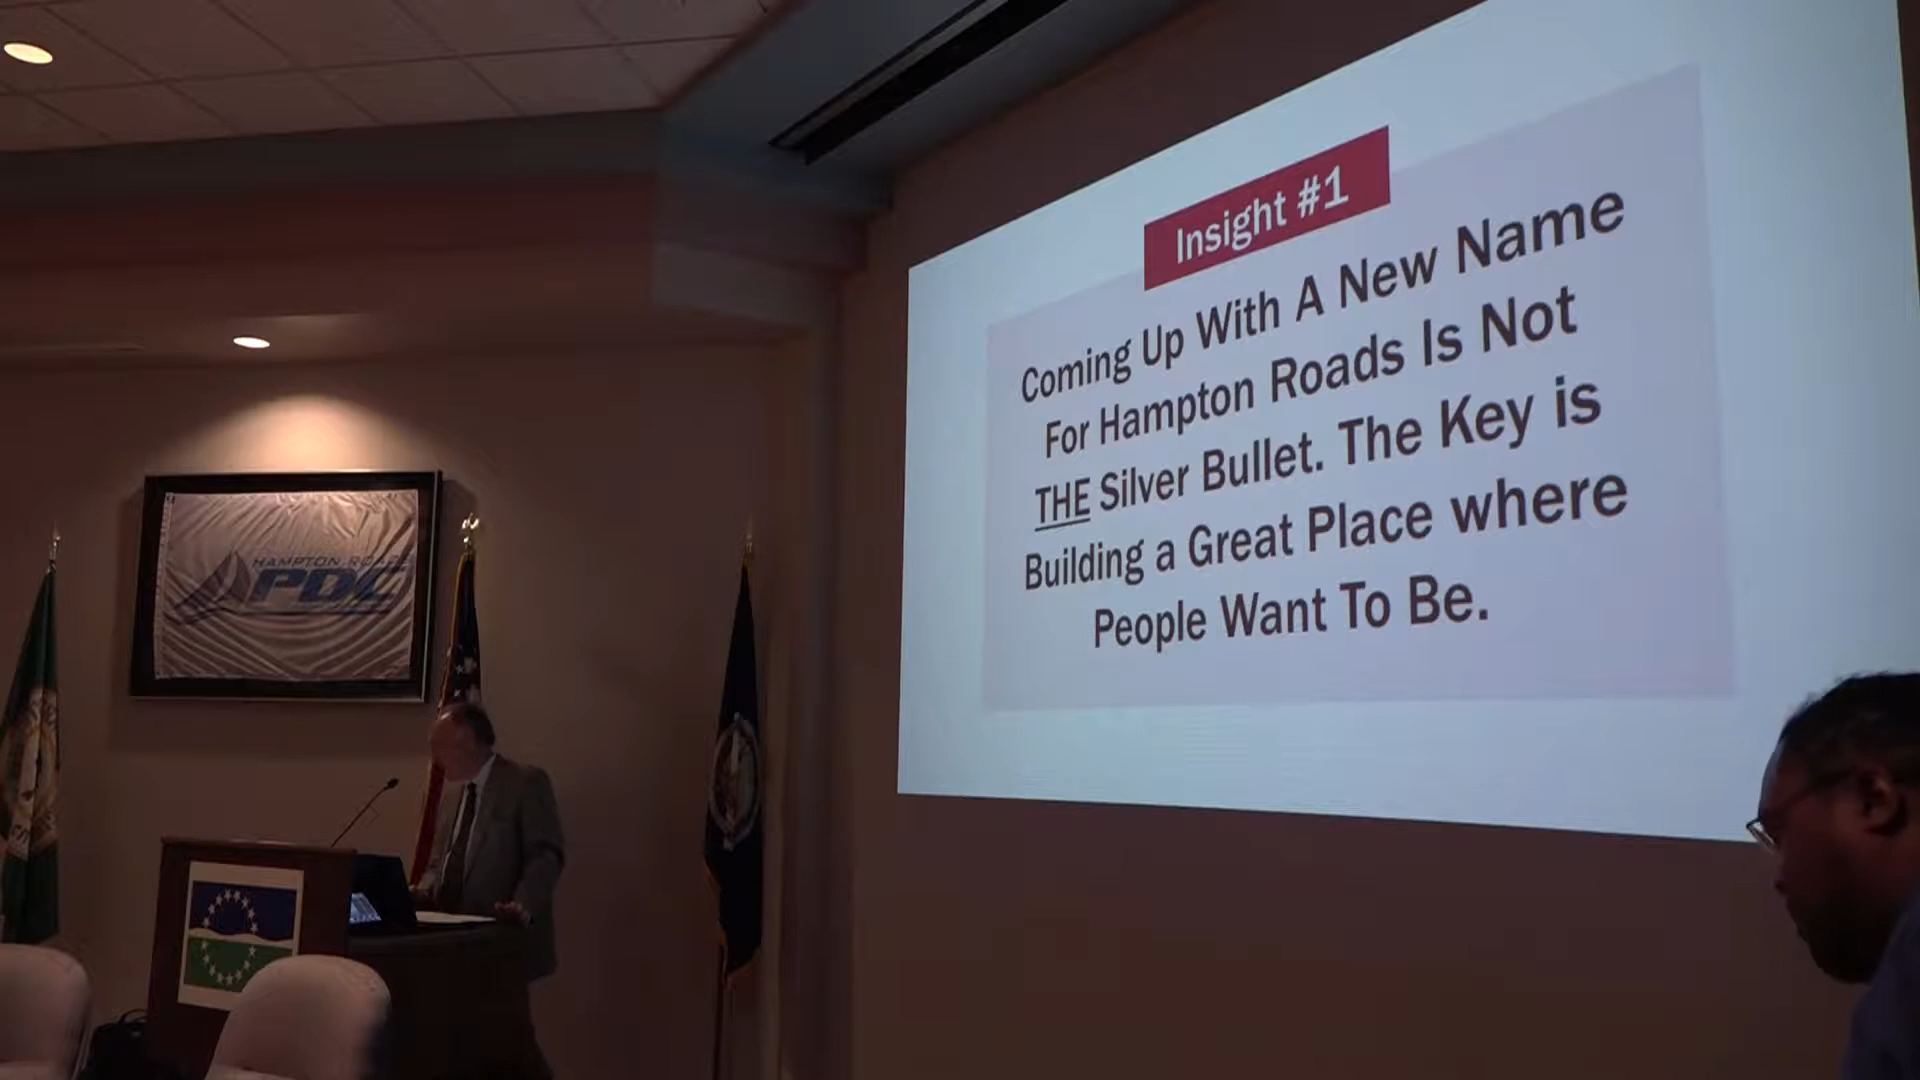 Insight #1
Coming Up With A New Name
For Hampton Roads Is Not
THE Silver Bullet. The Key is
Building a Great Place where
People Want To Be.
HAMPTON ROADS
PDC